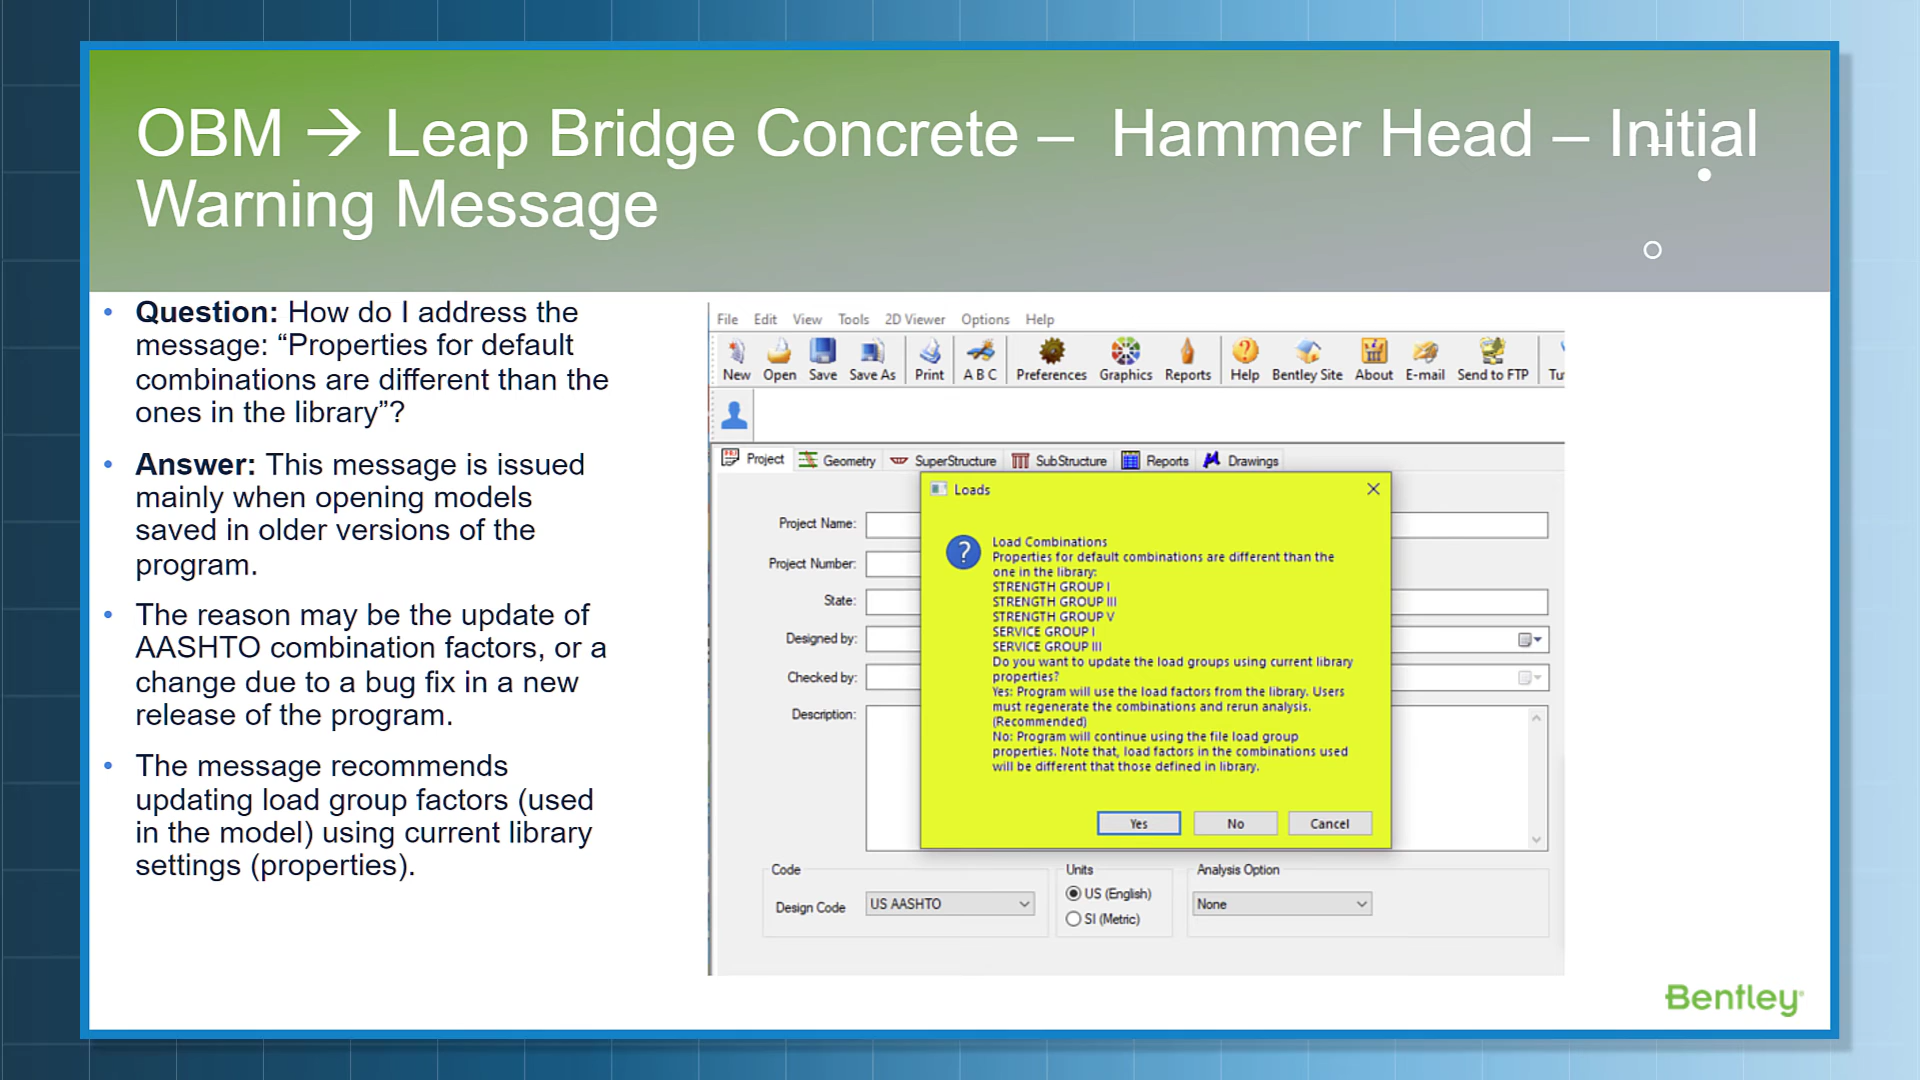 OBM → Leap Bridge Concrete – Hammer Head – Initial
Warning Message
• Question: How do I address the
message: “Properties for default
combinations are different than the
ones in the library”?
• Answer: This message is issued
mainly when opening models
saved in older versions of the
program.
• The reason may be the update of
AASHTO combination factors, or a
change due to a bug fix in a new
release of the program.
• The message recommends
updating load group factors (used
in the model) using current library
settings (properties).
File Edit View Tools 2D Viewer Options Help
New Open Save Save As Print A B C Preferences Graphics Reports Help Bentley Site About E-mail Send to FTP Tu
Project Geometry SuperStructure SubStructure Reports Drawings
Loads
Project Name:
Project Number:
State:
Designed by:
Checked by:
Description:
Load Combinations
Properties for default combinations are different than the
one in the library:
STRENGTH GROUP I
STRENGTH GROUP III
STRENGTH GROUP V
SERVICE GROUP I
SERVICE GROUP III
Do you want to update the load groups using current library
properties?
Yes: Program will use the load factors from the library. Users
must regenerate the combinations and rerun analysis.
(Recommended)
No: Program will continue using the file load group
properties. Note that, load factors in the combinations used
will be different that those defined in library.
Yes No Cancel
Code Units Analysis Option
Design Code US AASHTO US (English) None
SI (Metric)
Bentley